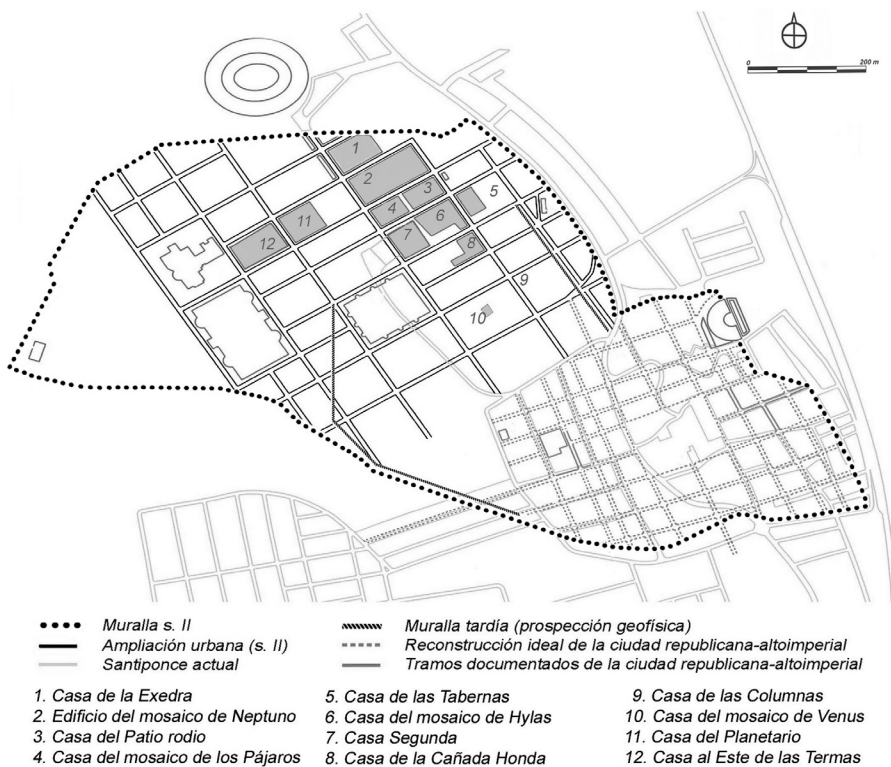 0 200 m
1
2
3
4
5
6
7
8
9
10
11
12
Muralla s. II
Ampliación urbana (s. II)
Santiponce actual
Muralla tardía (prospección geofísica)
Reconstrucción ideal de la ciudad republicana-altoimperial
Tramos documentados de la ciudad republicana-altoimperial
1. Casa de la Exedra
2. Edificio del mosaico de Neptuno
3. Casa del Patio rodio
4. Casa del mosaico de los Pájaros
5. Casa de las Tabernas
6. Casa del mosaico de Hylas
7. Casa Segunda
8. Casa de la Cañada Honda
9. Casa de las Columnas
10. Casa del mosaico de Venus
11. Casa del Planetario
12. Casa al Este de las Termas